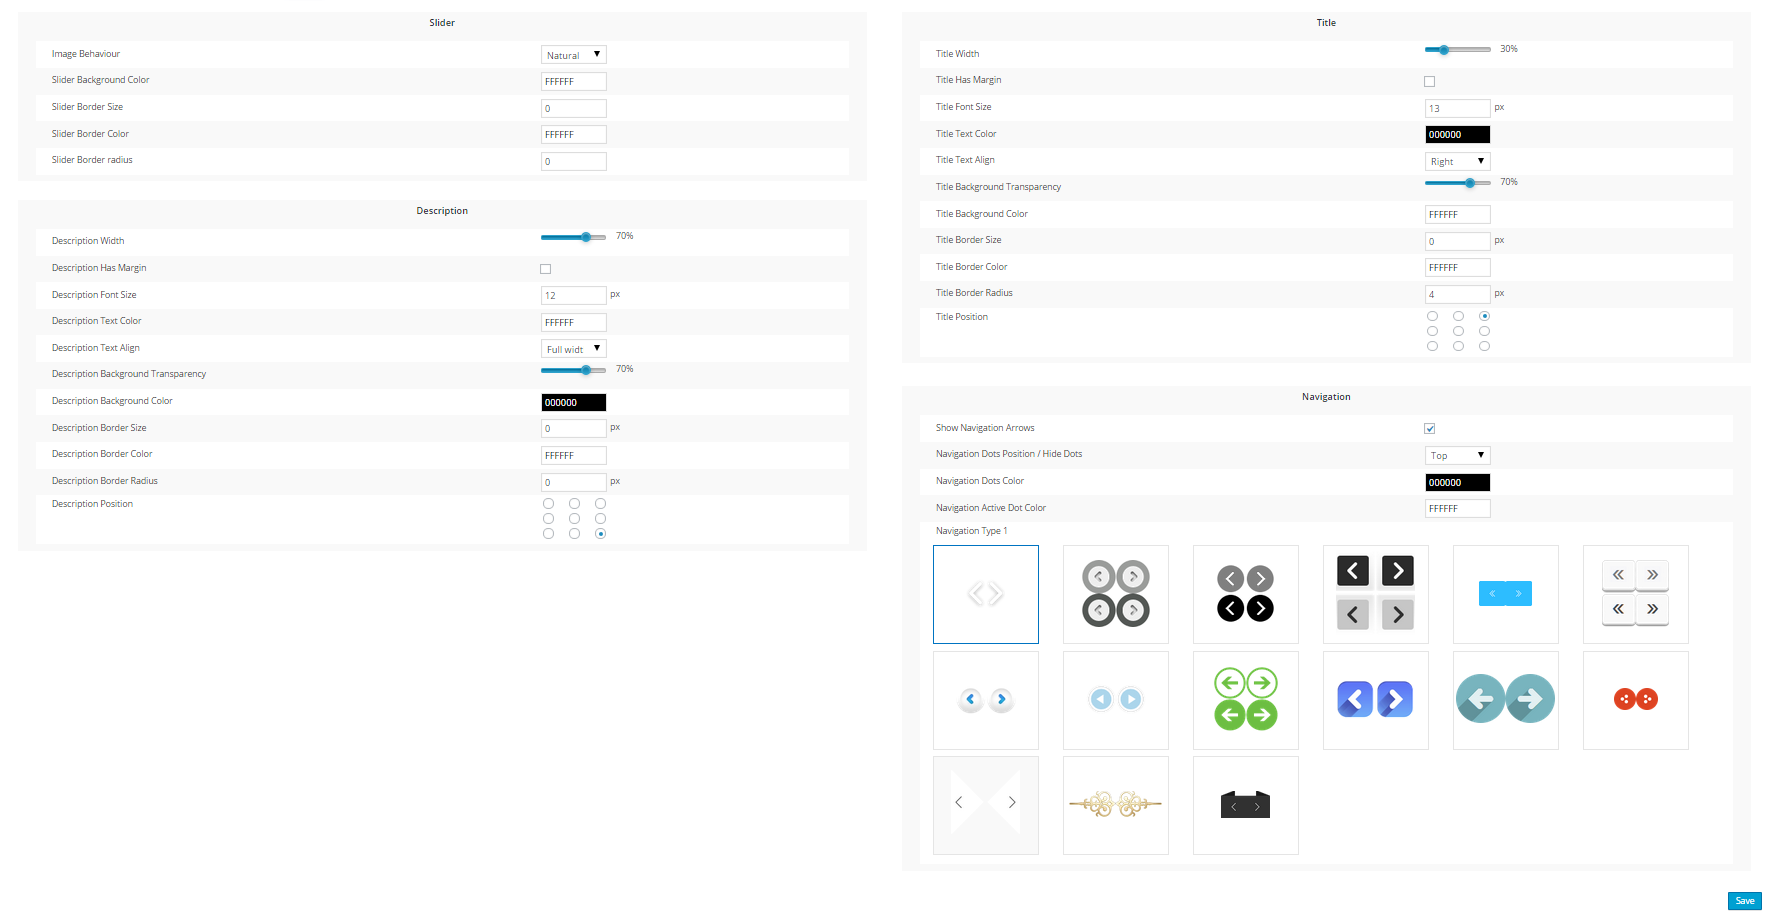 Slider
Image Behaviour Natural
Slider Background Color FFFFFF
Slider Border Size 0
Slider Border Color FFFFFF
Slider Border radius 0
Description
Description Width 70%
Description Has Margin
Description Font Size 12 px
Description Text Color FFFFFF
Description Text Align Full widt
Description Background Transparency 70%
Description Background Color 000000
Description Border Size 0 px
Description Border Color FFFFFF
Description Border Radius 0 px
Description Position
Title
Title Width 30%
Title Has Margin
Title Font Size 13 px
Title Text Color 000000
Title Text Align Right
Title Background Transparency 70%
Title Background Color FFFFFF
Title Border Size 0 px
Title Border Color FFFFFF
Title Border Radius 4 px
Title Position
Navigation
Show Navigation Arrows
Navigation Dots Position / Hide Dots Top
Navigation Dots Color 000000
Navigation Active Dot Color FFFFFF
Navigation Type 1
Save